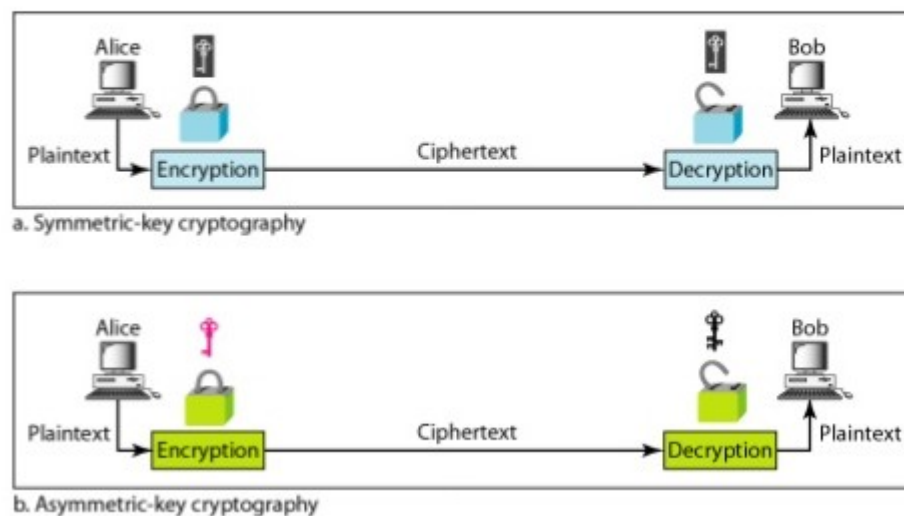 Alice
Bob
Plaintext
Encryption
Ciphertext
Decryption
Plaintext
a. Symmetric-key cryptography
Alice
Bob
Plaintext
Encryption
Ciphertext
Decryption
Plaintext
b. Asymmetric-key cryptography